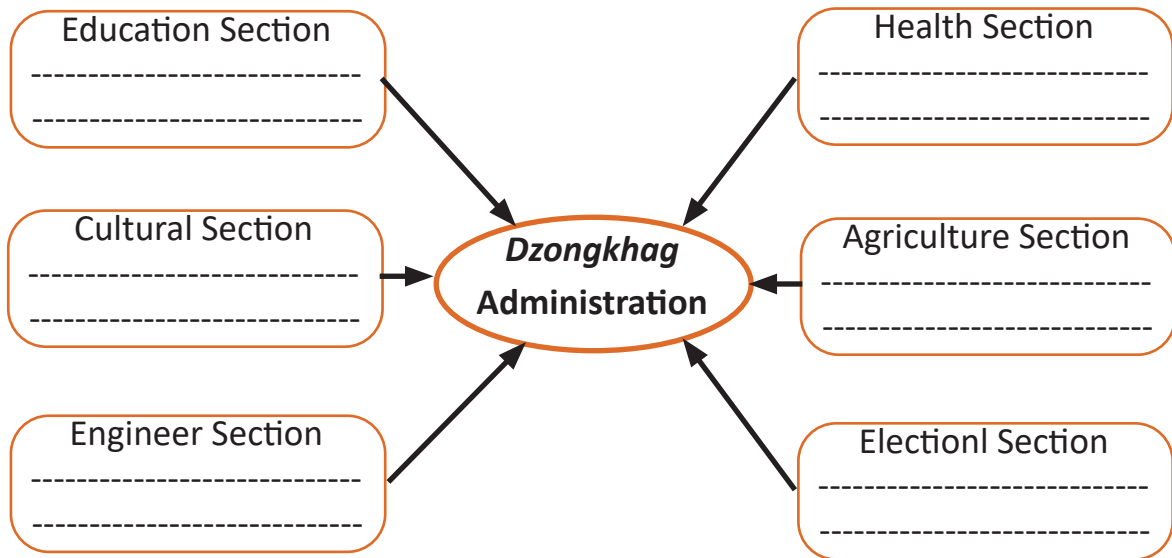 Education Section
------------------------------
------------------------------
Health Section
------------------------------
------------------------------
Cultural Section
------------------------------
------------------------------
Dzongkhag
Administration
Agriculture Section
------------------------------
------------------------------
Engineer Section
------------------------------
------------------------------
Electionl Section
------------------------------
------------------------------